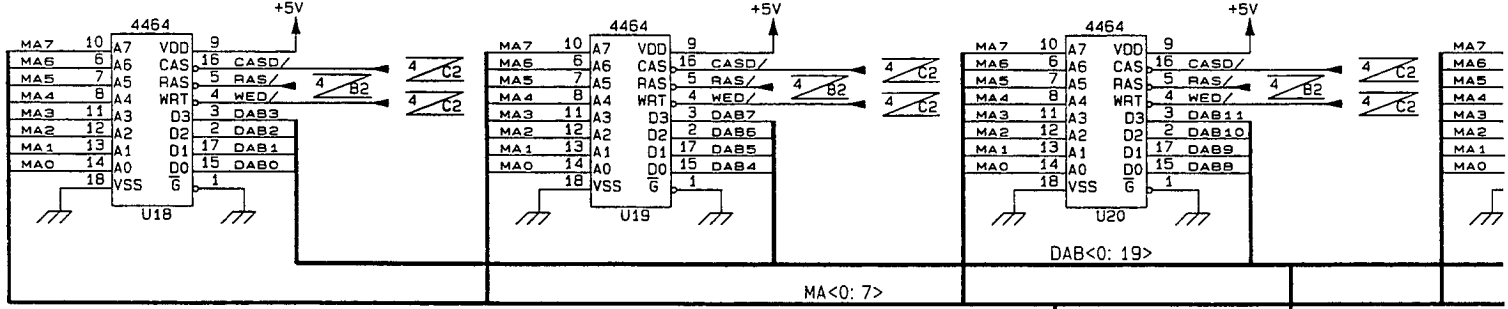 +5V +5V +5V
4464 4464 4464
MA7 10 A7 VDD 9 MA7 10 A7 VDD 9 MA7 10 A7 VDD 9 MA7
MA6 6 A6 CAS 16 CASD/ 4 C2 MA6 6 A6 CAS 16 CASD/ 4 C2 MA6 6 A6 CAS 16 CASD/ 4 C2 MA6
MA5 7 A5 RAS 5 RAS/ 4 B2 MA5 7 A5 RAS 5 RAS/ 4 B2 MA5 7 A5 RAS 5 RAS/ 4 B2 MA5
MA4 8 A4 WRT 4 WED/ 4 C2 MA4 8 A4 WRT 4 WED/ 4 C2 MA4 8 A4 WRT 4 WED/ 4 C2 MA4
MA3 11 A3 D3 3 DAB3 MA3 11 A3 D3 3 DAB7 MA3 11 A3 D3 3 DAB11 MA3
MA2 12 A2 D2 2 DAB2 MA2 12 A2 D2 2 DAB6 MA2 12 A2 D2 2 DAB10 MA2
MA1 13 A1 D1 17 DAB1 MA1 13 A1 D1 17 DAB5 MA1 13 A1 D1 17 DAB9 MA1
MA0 14 A0 D0 15 DAB0 MA0 14 A0 D0 15 DAB4 MA0 14 A0 D0 15 DAB8 MA0
18 VSS G 1 18 VSS G 1 18 VSS G 1
U18 U19 U20
DAB<0: 19>
MA<0: 7>